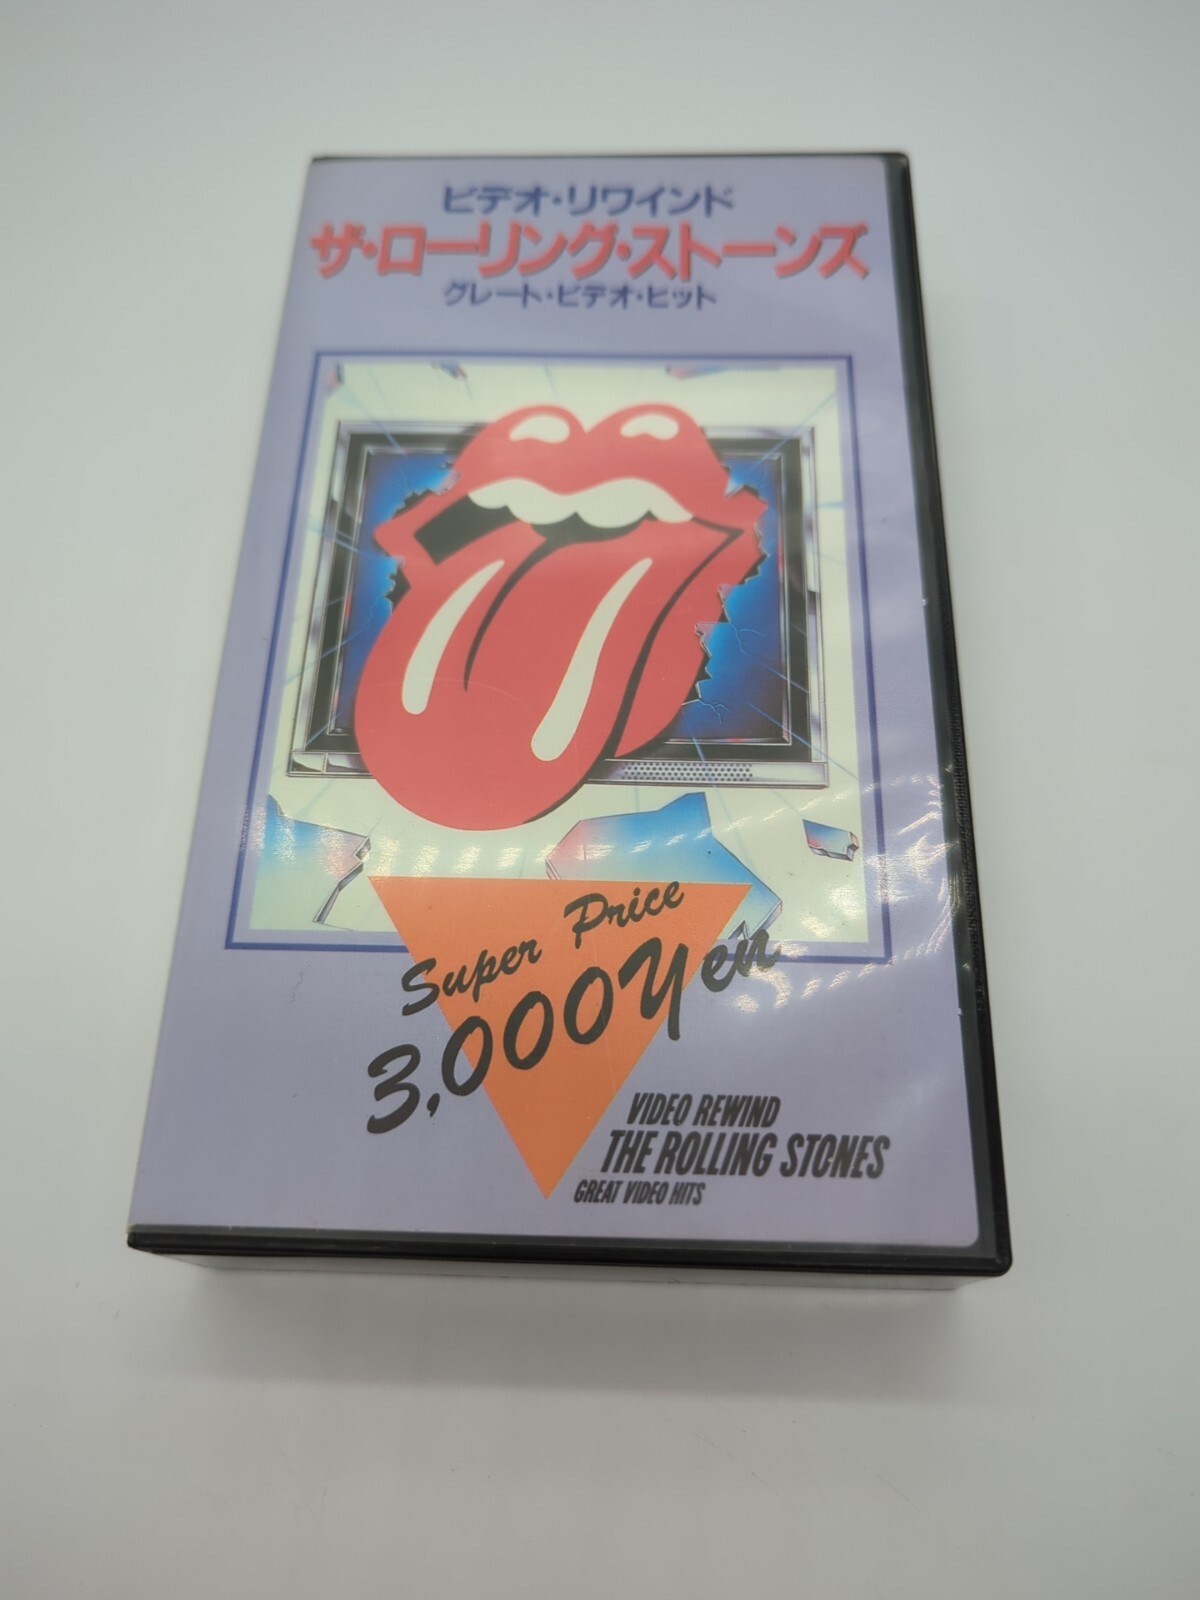 ビデオ・リワインド
ザ・ローリング・ストーンズ
グレート・ビデオ・ヒット
Super Price
3,000Yen
VIDEO REWIND
THE ROLLING STONES
GREAT VIDEO HITS